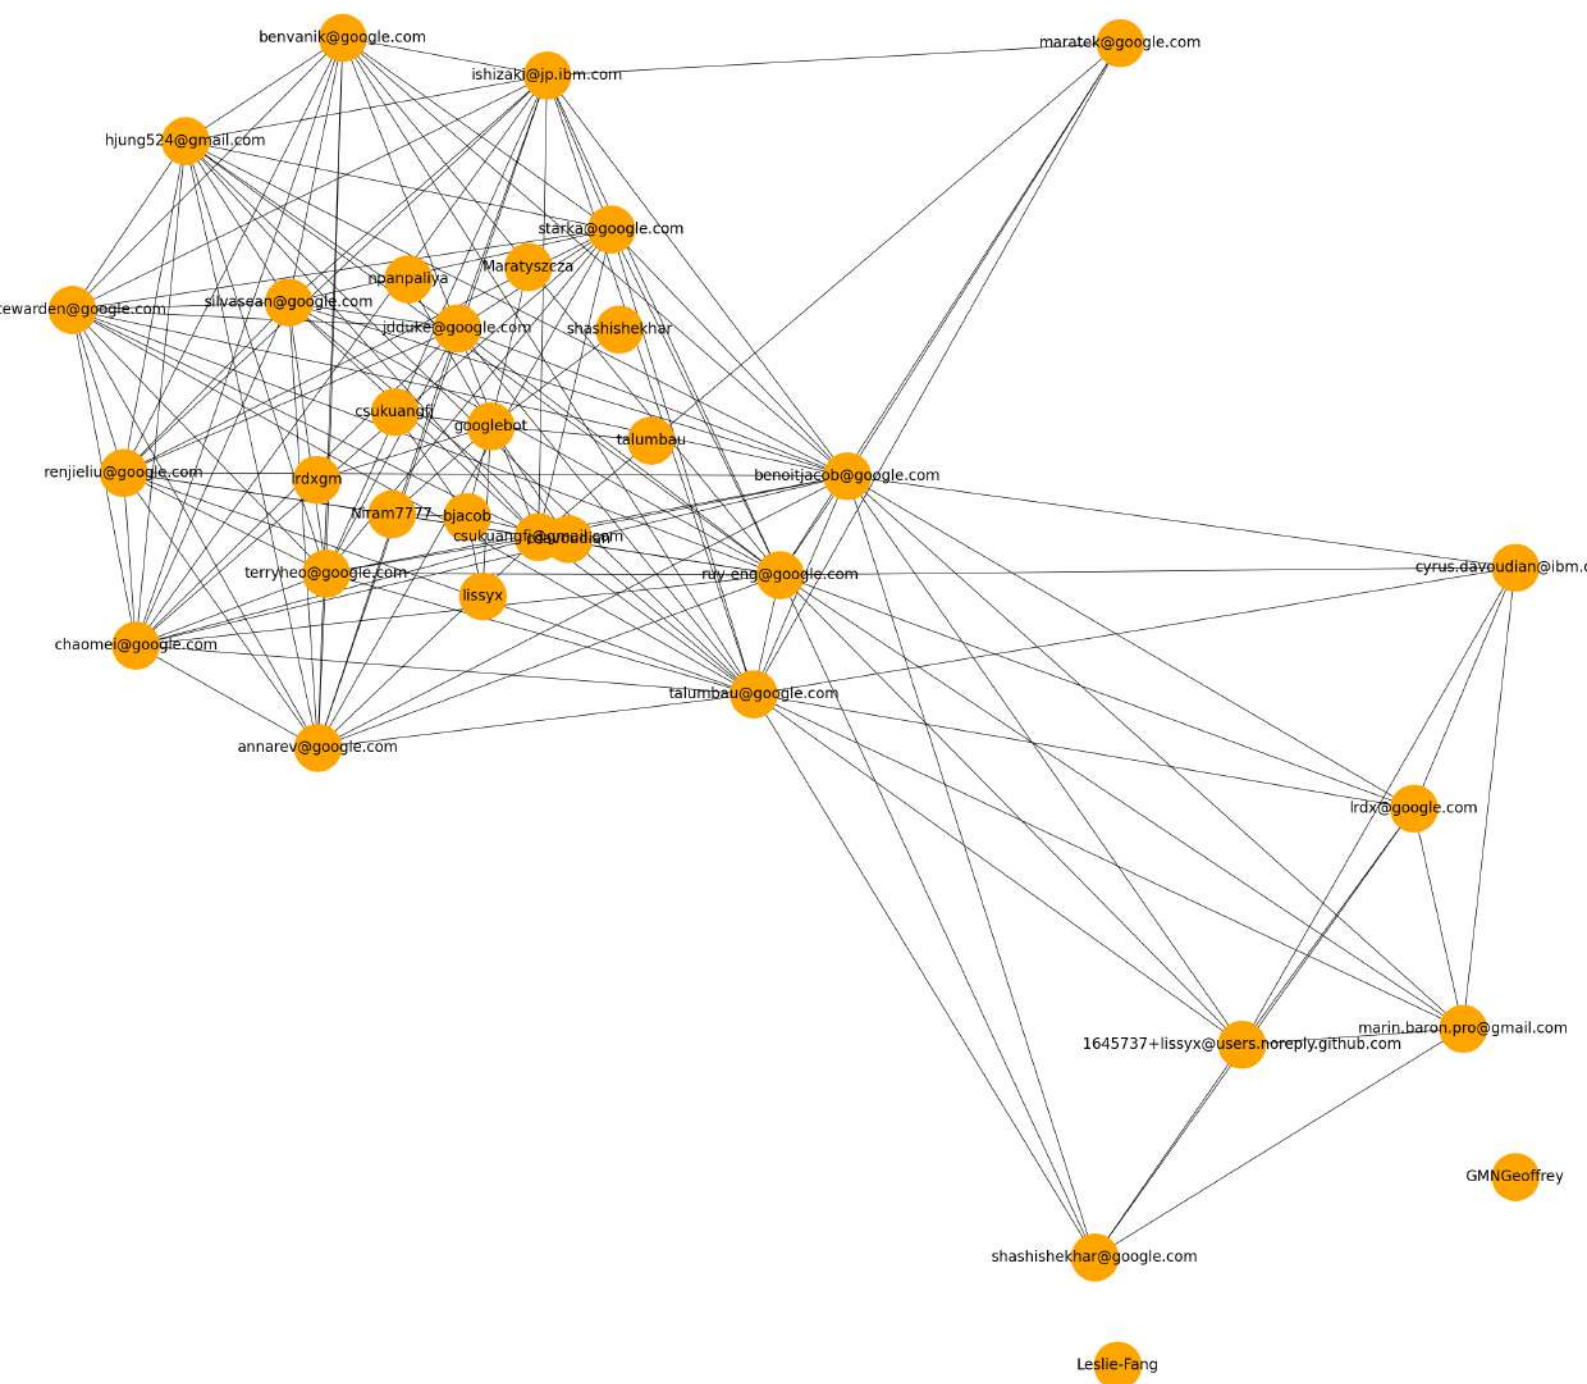 benvanik@google.com
maratek@google.com
ishizaki@jp.ibm.com
hjung524@gmail.com
starka@google.com
Maratyszcza
npanpaliya
silvasean@google.com
ewarden@google.com
jdduke@google.com
shashishekhar
csukuangfj
googlebot
talumbau
renjieliu@google.com
lrdxgm
benoitjacob@google.com
Niram7777
bjacob
csukuangfj@gmail.com
terryheo@google.com
ruy-eng@google.com
cyrus.davoudian@ibm.c
lissyx
chaomei@google.com
talumbau@google.com
annarev@google.com
lrdx@google.com
marin.baron.pro@gmail.com
1645737+lissyx@users.noreply.github.com
GMNGeoffrey
shashishekhar@google.com
Leslie-Fang